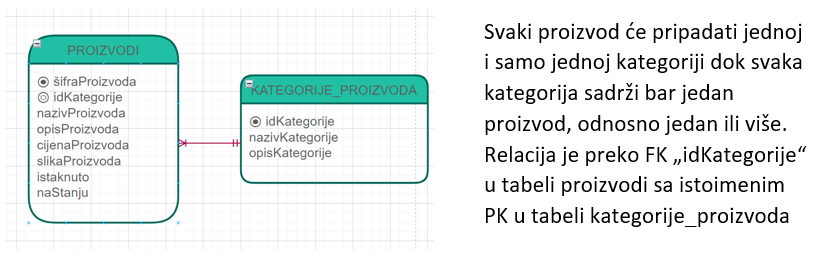 PROIZVODI
šifraProizvoda
idKategorije
nazivProizvoda
opisProizvoda
cijenaProizvoda
slikaProizvoda
istaknuto
naStanju
KATEGORIJE_PROIZVODA
idKategorije
nazivKategorije
opisKategorije
Svaki proizvod će pripadati jednoj
i samo jednoj kategoriji dok svaka
kategorija sadrži bar jedan
proizvod, odnosno jedan ili više.
Relacija je preko FK „idKategorije“
u tabeli proizvodi sa istoimenim
PK u tabeli kategorije_proizvoda